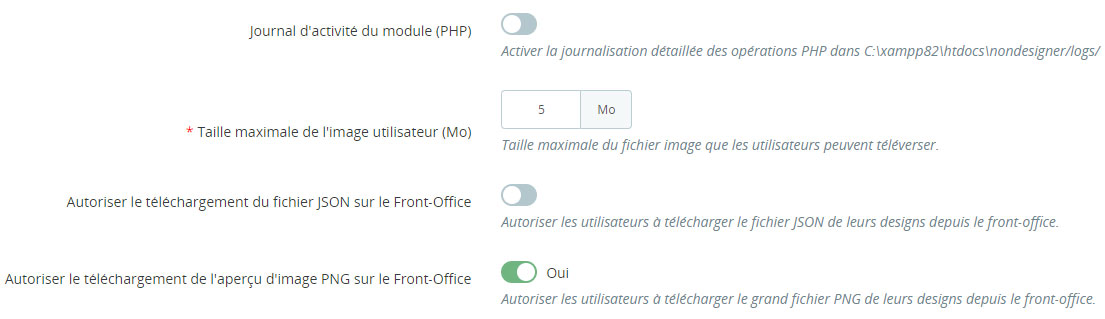 Journal d'activité du module (PHP)
Activer la journalisation détaillée des opérations PHP dans C:\xampp82\htdocs\nondesigner/logs/
* Taille maximale de l'image utilisateur (Mo)
5 Mo
Taille maximale du fichier image que les utilisateurs peuvent téléverser.
Autoriser le téléchargement du fichier JSON sur le Front-Office
Autoriser les utilisateurs à télécharger le fichier JSON de leurs designs depuis le front-office.
Autoriser le téléchargement de l'aperçu d'image PNG sur le Front-Office
Oui
Autoriser les utilisateurs à télécharger le grand fichier PNG de leurs designs depuis le front-office.